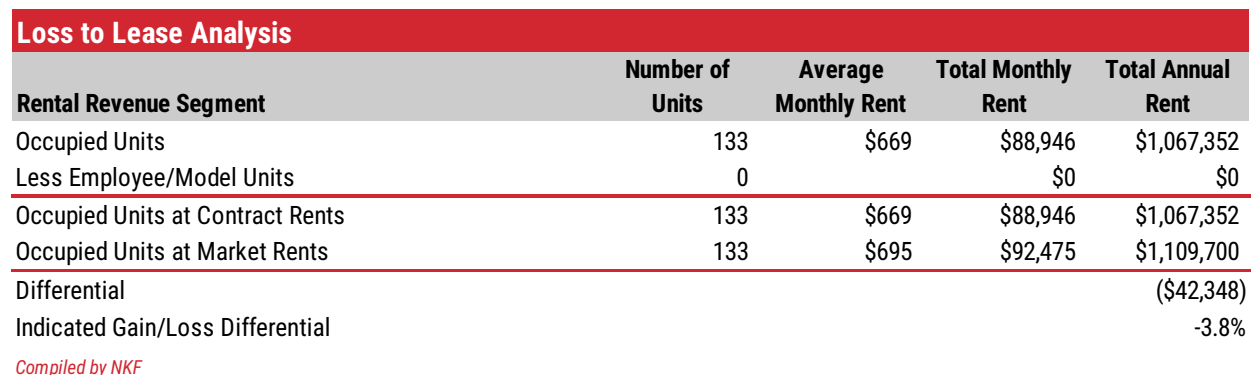 Loss to Lease Analysis
Number of Average Total Monthly Total Annual
Rental Revenue Segment Units Monthly Rent Rent Rent
Occupied Units 133 $669 $88,946 $1,067,352
Less Employee/Model Units 0 $0 $0
Occupied Units at Contract Rents 133 $669 $88,946 $1,067,352
Occupied Units at Market Rents 133 $695 $92,475 $1,109,700
Differential ($42,348)
Indicated Gain/Loss Differential -3.8%
Compiled by NKF